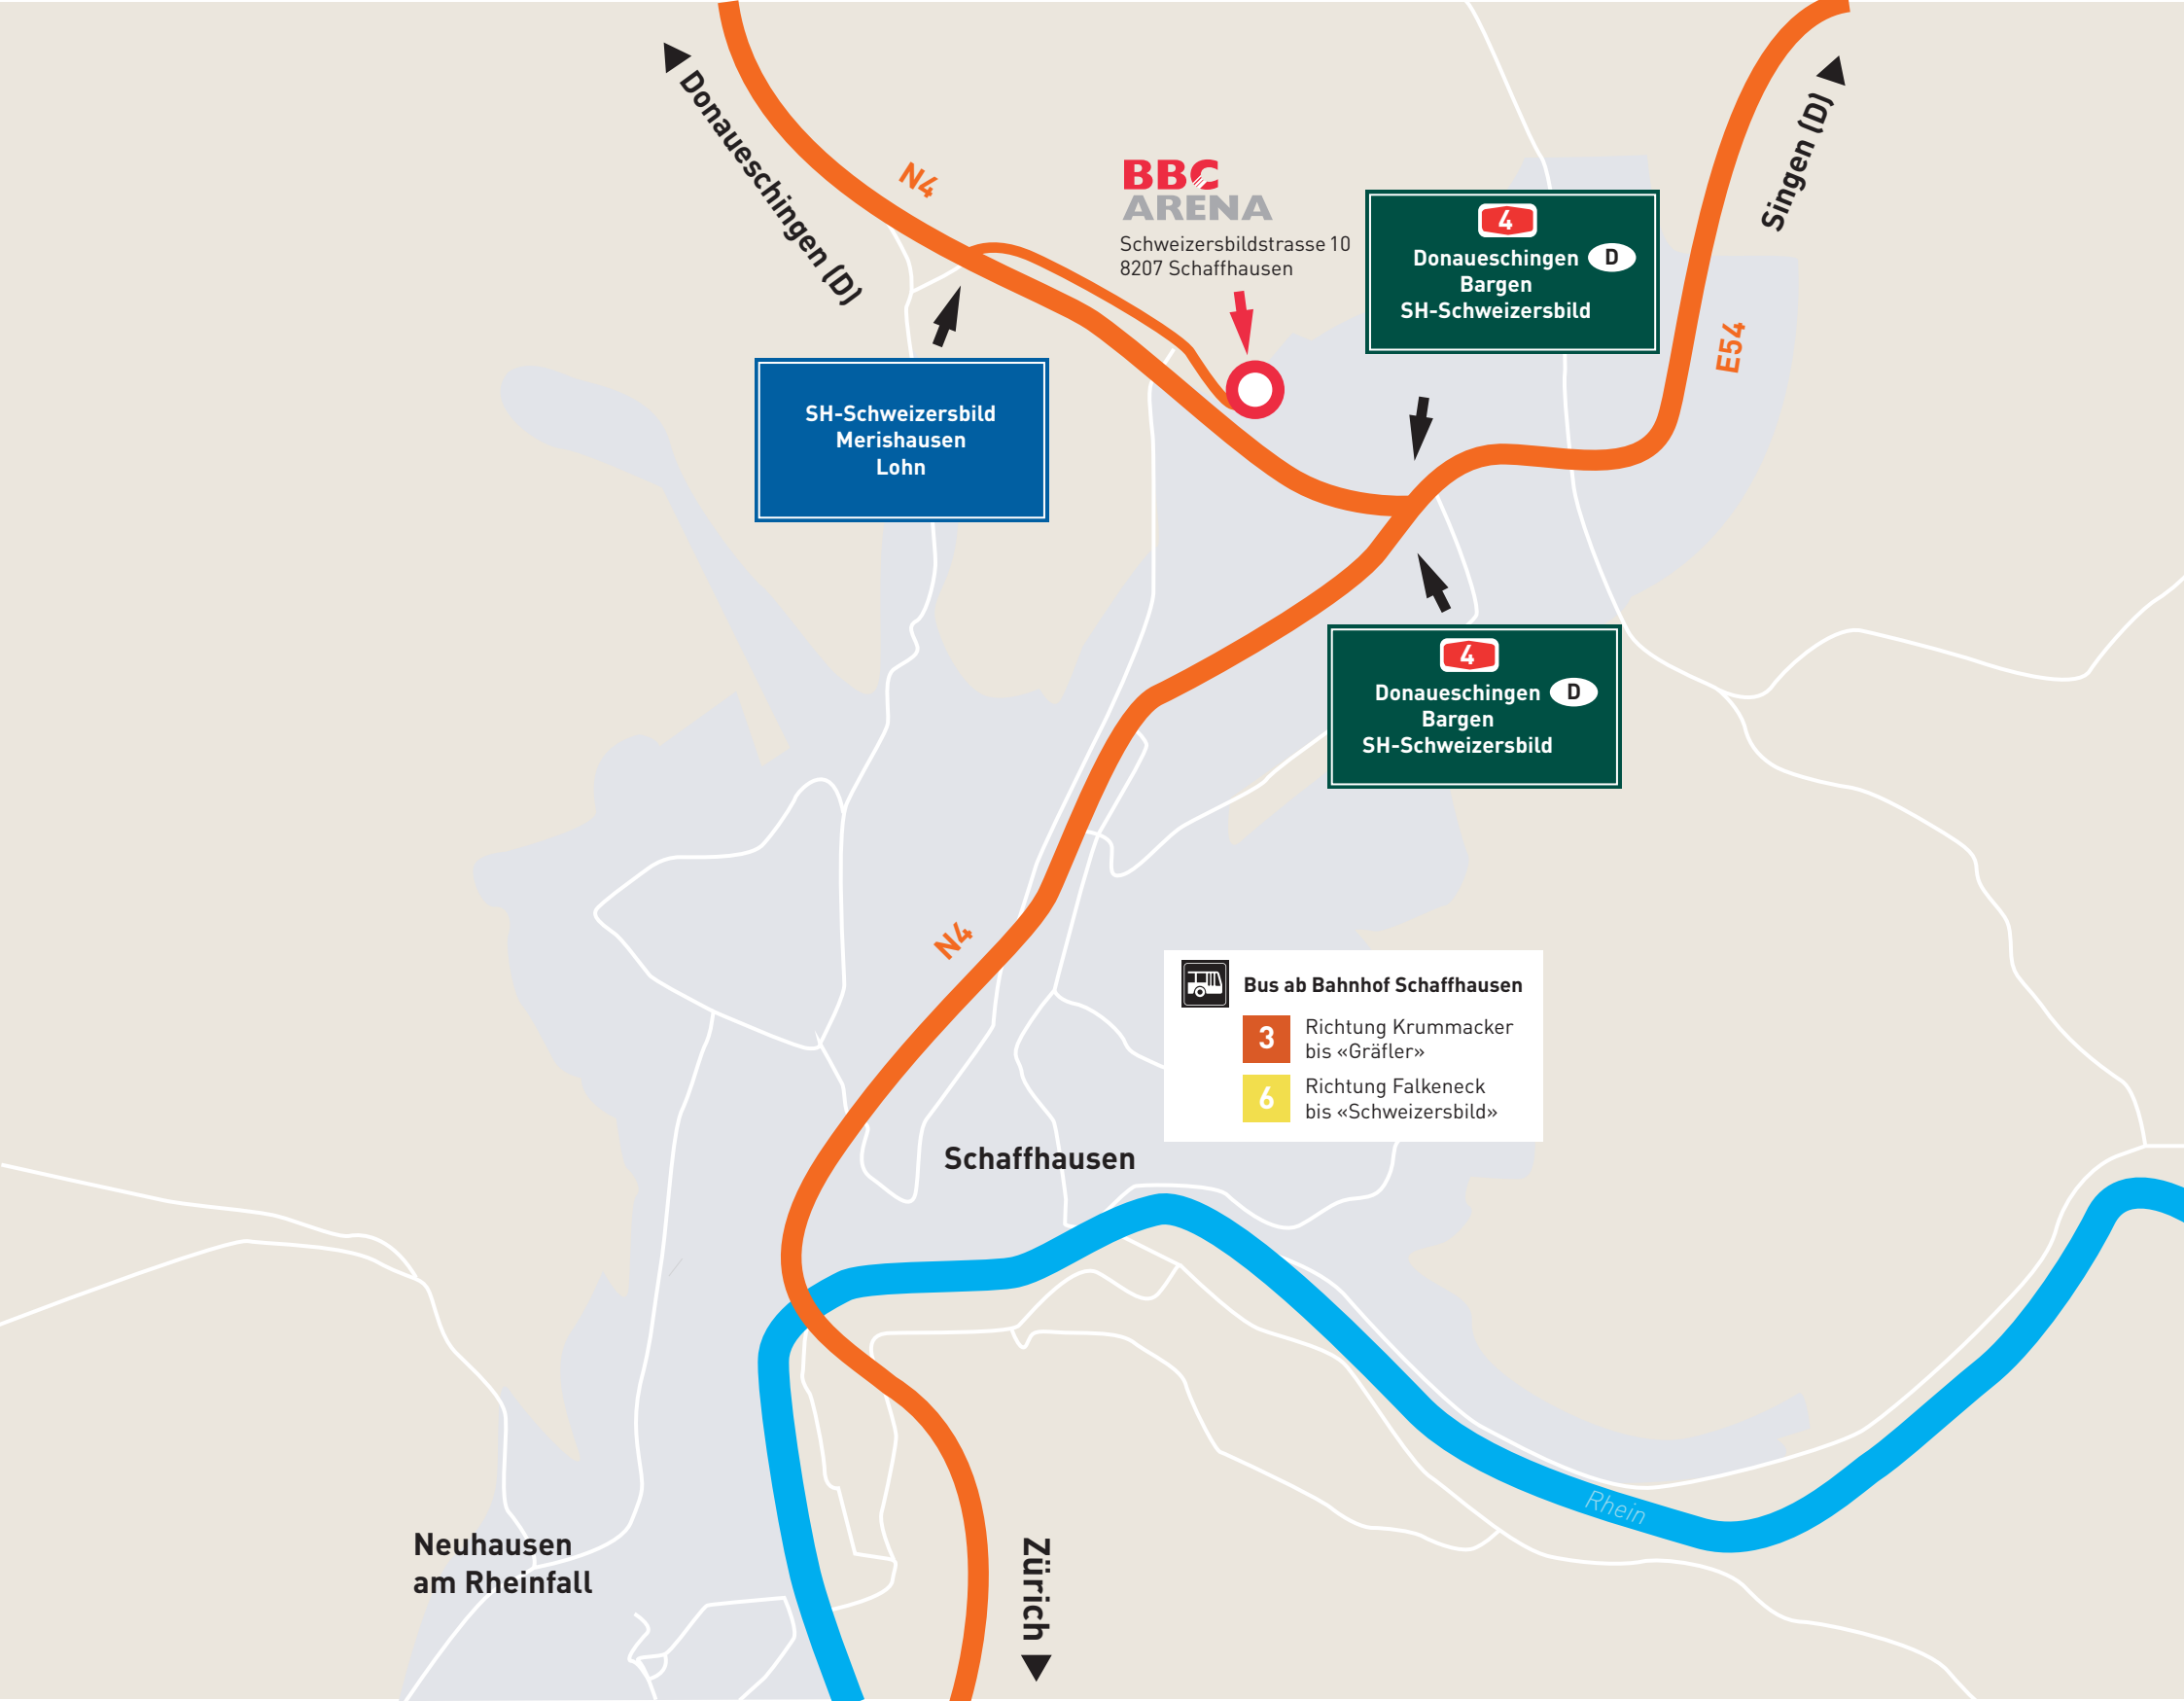 Donaueschingen (D)
N4
BBC
ARENA
Schweizersbildstrasse 10
8207 Schaffhausen
4
Donaueschingen D
Bargen
SH-Schweizersbild
Singen (D)
E54
SH-Schweizersbild
Merishausen
Lohn
4
Donaueschingen D
Bargen
SH-Schweizersbild
N4
Bus ab Bahnhof Schaffhausen
3 Richtung Krummacker
bis «Gräfler»
6 Richtung Falkeneck
bis «Schweizersbild»
Schaffhausen
Rhein
Neuhausen
am Rheinfall
Zürich